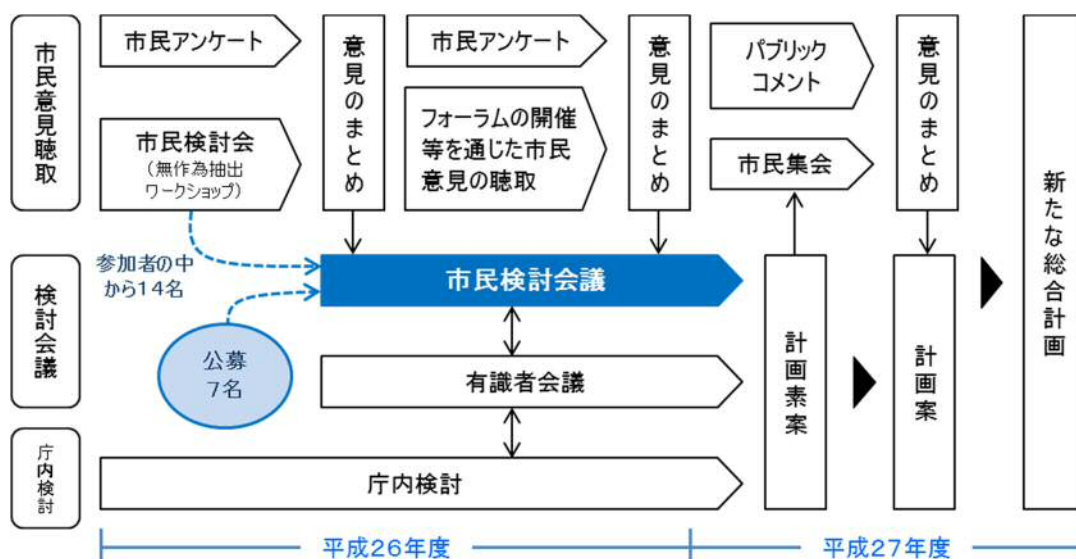 市民意見聴取
市民アンケート
市民検討会
(無作為抽出
ワークショップ)
意見のまとめ
市民アンケート
フォーラムの開催
等を通じた市民
意見の聴取
意見のまとめ
パブリック
コメント
市民集会
意見のまとめ
新たな総合計画
検討会議
参加者の中
から14名
公募
7名
市民検討会議
有識者会議
計画素案
計画案
庁内検討
庁内検討
平成26年度
平成27年度